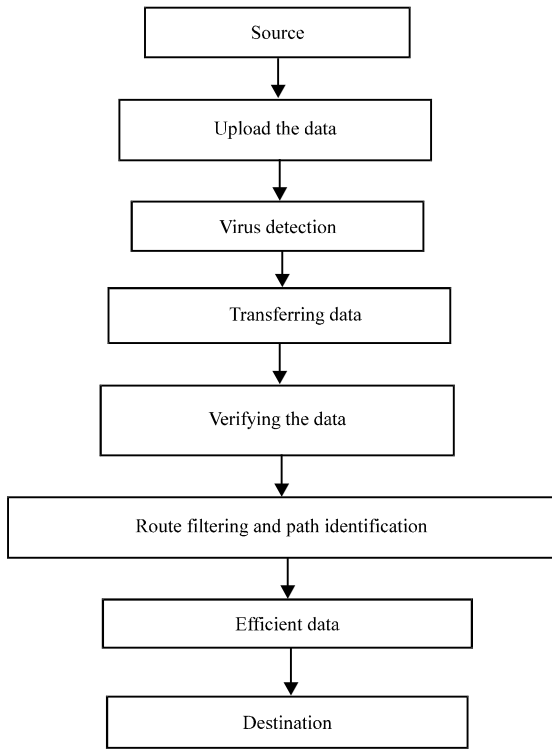 Source
Upload the data
Virus detection
Transferring data
Verifying the data
Route filtering and path identification
Efficient data
Destination